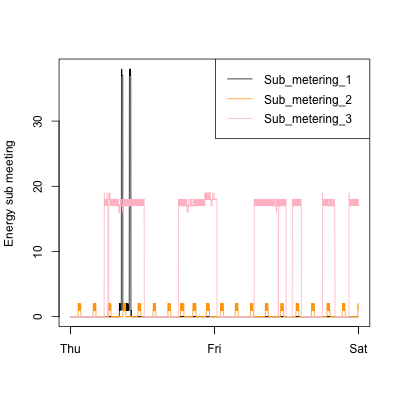 Sub_metering_1
Sub_metering_2
Sub_metering_3
Energy sub meeting
30
20
10
0
Thu Fri Sat